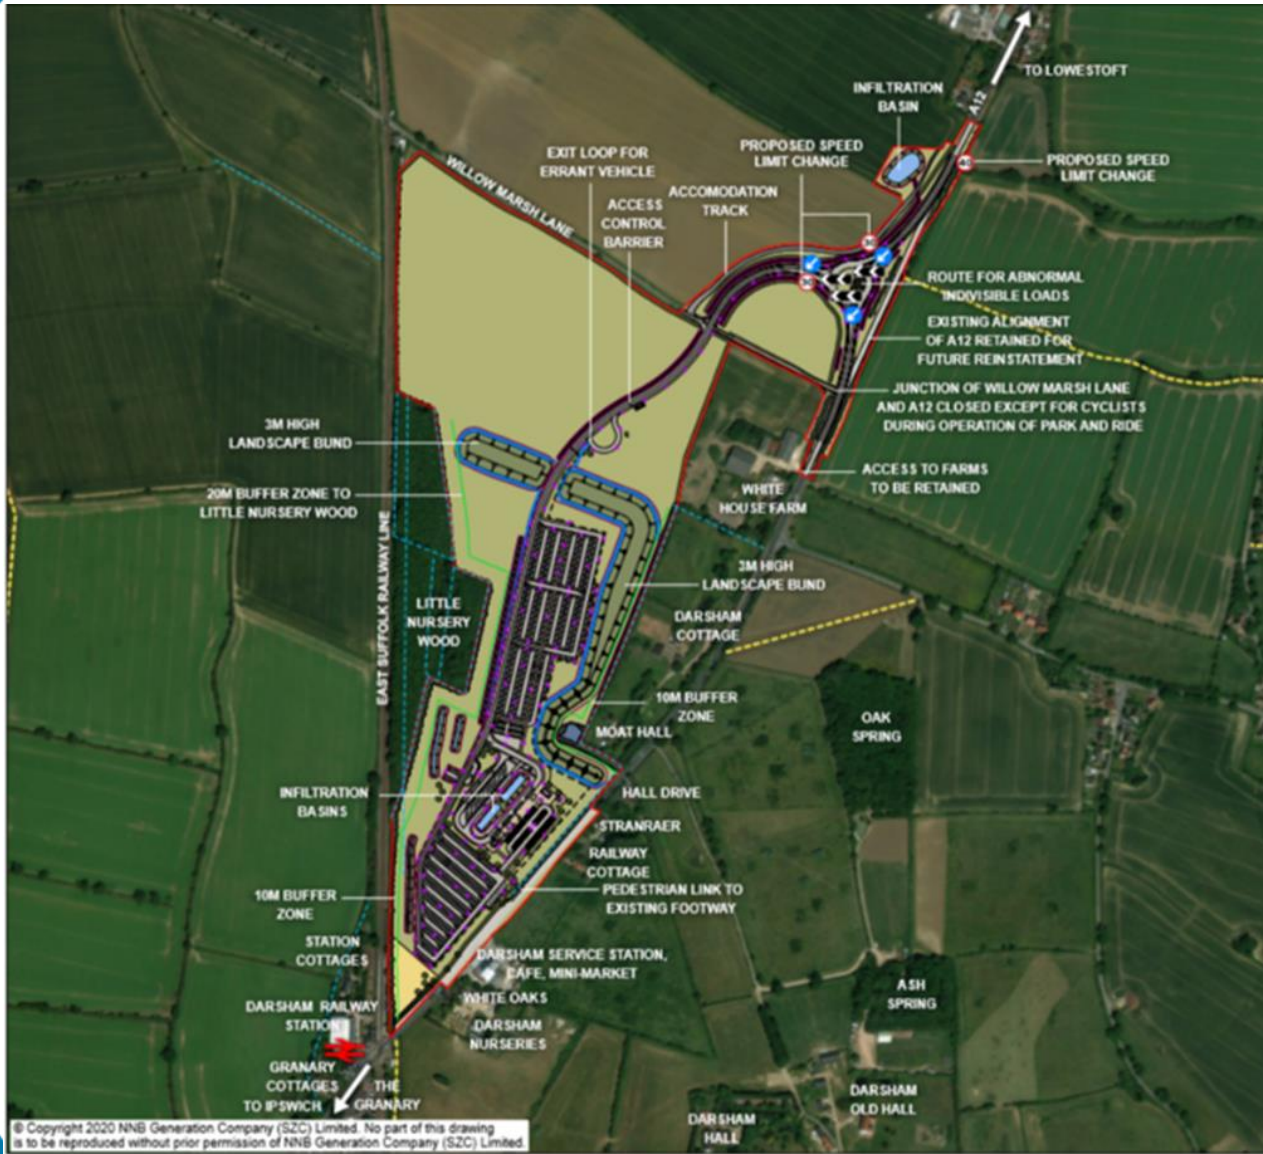 TO LOWESTOFT
A12
INFILTRATION
BASIN
PROPOSED SPEED
LIMIT CHANGE
PROPOSED SPEED
LIMIT CHANGE
EXIT LOOP FOR
ERRANT VEHICLE
WILLOW MARSH LANE
ACCOMODATION
TRACK
ACCESS
CONTROL
BARRIER
ROUTE FOR ABNORMAL
INDIVISIBLE LOADS
EXISTING ALIGNMENT
OF A12 RETAINED FOR
FUTURE REINSTATEMENT
JUNCTION OF WILLOW MARSH LANE
AND A12 CLOSED EXCEPT FOR CYCLISTS
DURING OPERATION OF PARK AND RIDE
3M HIGH
LANDSCAPE BUND
ACCESS TO FARMS
TO BE RETAINED
20M BUFFER ZONE TO
LITTLE NURSERY WOOD
WHITE
HOUSE FARM
EAST SUFFOLK RAILWAY LINE
3M HIGH
LANDSCAPE BUND
LITTLE
NURSERY
WOOD
DARSHAM
COTTAGE
10M BUFFER
ZONE
OAK
SPRING
MOAT HALL
INFILTRATION
BASINS
HALL DRIVE
STRANRAER
RAILWAY
COTTAGE
10M BUFFER
ZONE
PEDESTRIAN LINK TO
EXISTING FOOTWAY
STATION
COTTAGES
DARSHAM SERVICE STATION,
CAFE, MINI-MARKET
ASH
SPRING
DARSHAM RAILWAY
STATION
WHITE OAKS
DARSHAM
NURSERIES
GRANARY
COTTAGES
THE
GRANARY
TO IPSWICH
DARSHAM
OLD HALL
DARSHAM
HALL
© Copyright 2020 NNB Generation Company (SZC) Limited. No part of this drawing
is to be reproduced without prior permission of NNB Generation Company (SZC) Limited.